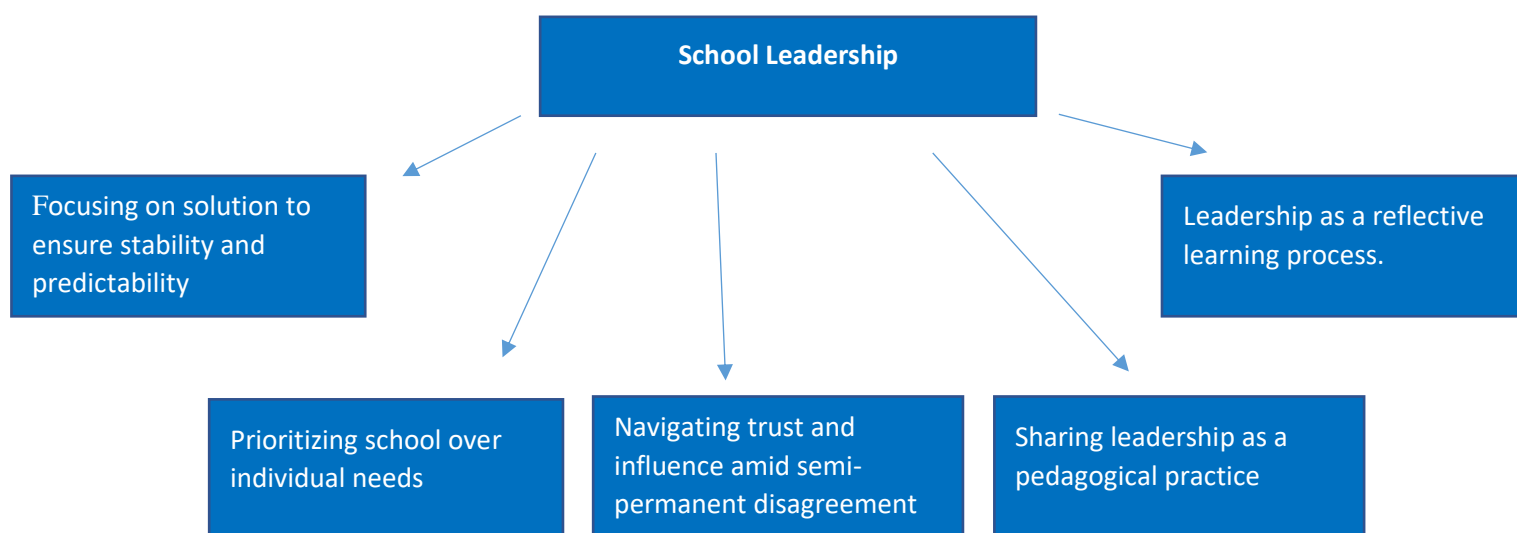 School Leadership
Focusing on solution to
ensure stability and
predictability
Leadership as a reflective
learning process.
Prioritizing school over
individual needs
Navigating trust and
influence amid semi-
permanent disagreement
Sharing leadership as a
pedagogical practice